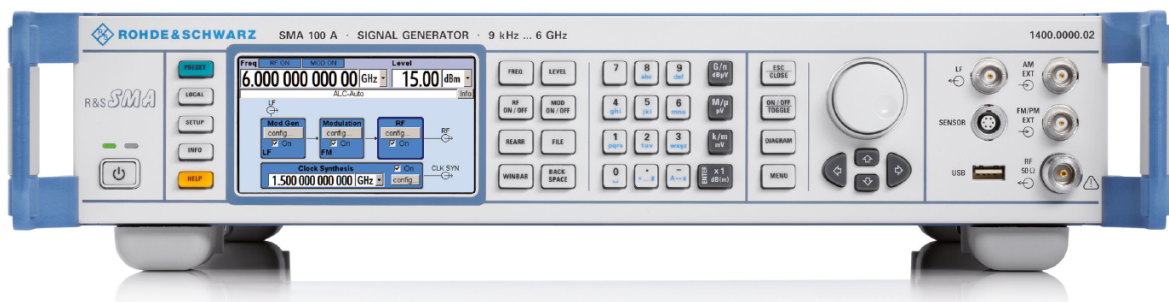 ROHDE & SCHWARZ SMA 100 A · SIGNAL GENERATOR · 9 kHz ... 6 GHz
1400.0000.02
R&S SMA
PRESET
LOCAL
SETUP
INFO
HELP
Freq RF ON MOD ON Level
6.000 000 000 00 GHz 15.00 dBm
ALC-Auto Info
LF
Mod Gen Modulation RF
config... config... config... RF
On On On
LF FM
Clock Synthesis On CLK SYN
1.500 000 000 000 GHz config...
FREQ LEVEL
RF ON / OFF MOD ON / OFF
REARR FILE
WINBAR BACK SPACE
7 8 abc 9 def G/n dBµV
4 ghi 5 jkl 6 mno M/µ µV
1 pqrs 2 tuv 3 wxyz k/m mV
0 . ...# - A↔a ENTER x 1 dB(m)
ESC CLOSE
ON / OFF TOGGLE
DIAGRAM
MENU
LF AM EXT
SENSOR FM/PM EXT
USB RF 50 Ω